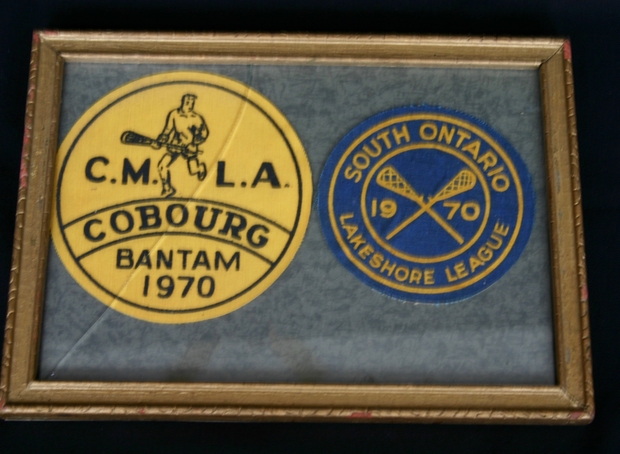 C.M. L.A.
COBOURG
BANTAM
1970
SOUTH ONTARIO
19 70
LAKESHORE LEAGUE